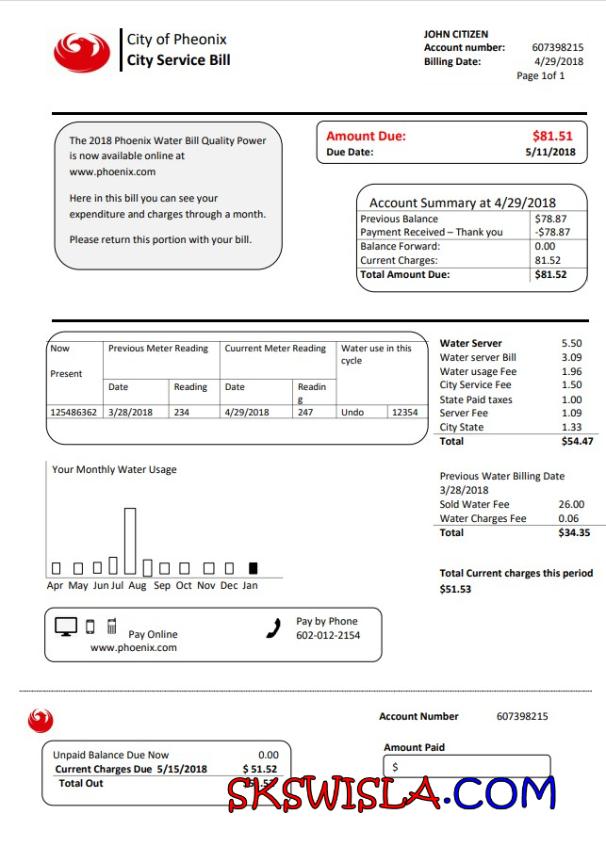 City of Pheonix
City Service Bill
JOHN CITIZEN
Account number: 607398215
Billing Date: 4/29/2018
Page 1of 1
The 2018 Phoenix Water Bill Quality Power
is now available online at
www.phoenix.com
Here in this bill you can see your
expenditure and charges through a month.
Please return this portion with your bill.
Amount Due: $81.51
Due Date: 5/11/2018
Account Summary at 4/29/2018
Previous Balance $78.87
Payment Received – Thank you -$78.87
Balance Forward: 0.00
Current Charges: 81.52
Total Amount Due: $81.52
Now Present Previous Meter Reading Cuurrent Meter Reading Water use in this cycle
Date Reading Date Reading
125486362 3/28/2018 234 4/29/2018 247 Undo 12354
Water Server 5.50
Water server Bill 3.09
Water usage Fee 1.96
City Service Fee 1.50
State Paid taxes 1.00
Server Fee 1.09
City State 1.33
Total $54.47
Your Monthly Water Usage
Apr May Jun Jul Aug Sep Oct Nov Dec Jan
Previous Water Billing Date
3/28/2018
Sold Water Fee 26.00
Water Charges Fee 0.06
Total $34.35
Total Current charges this period
$51.53
Pay Online
www.phoenix.com
Pay by Phone
602-012-2154
Account Number 607398215
Unpaid Balance Due Now 0.00
Current Charges Due 5/15/2018 $ 51.52
Total Out
Amount Paid
$
SKSWISLA.COM